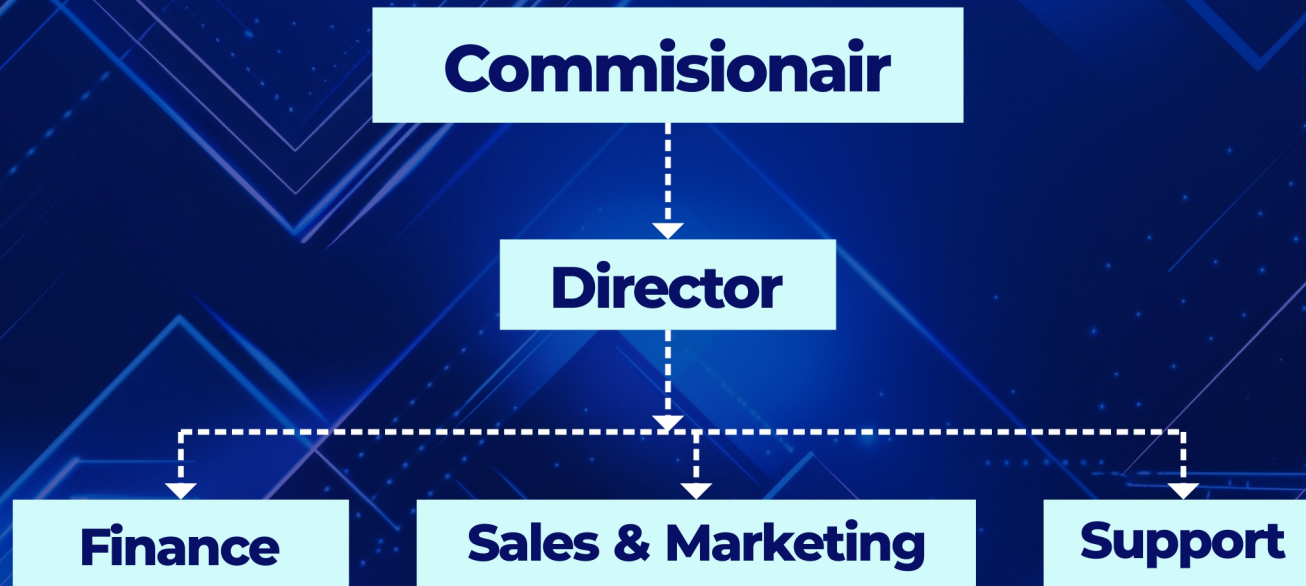 Commisionair
Director
Finance
Sales & Marketing
Support